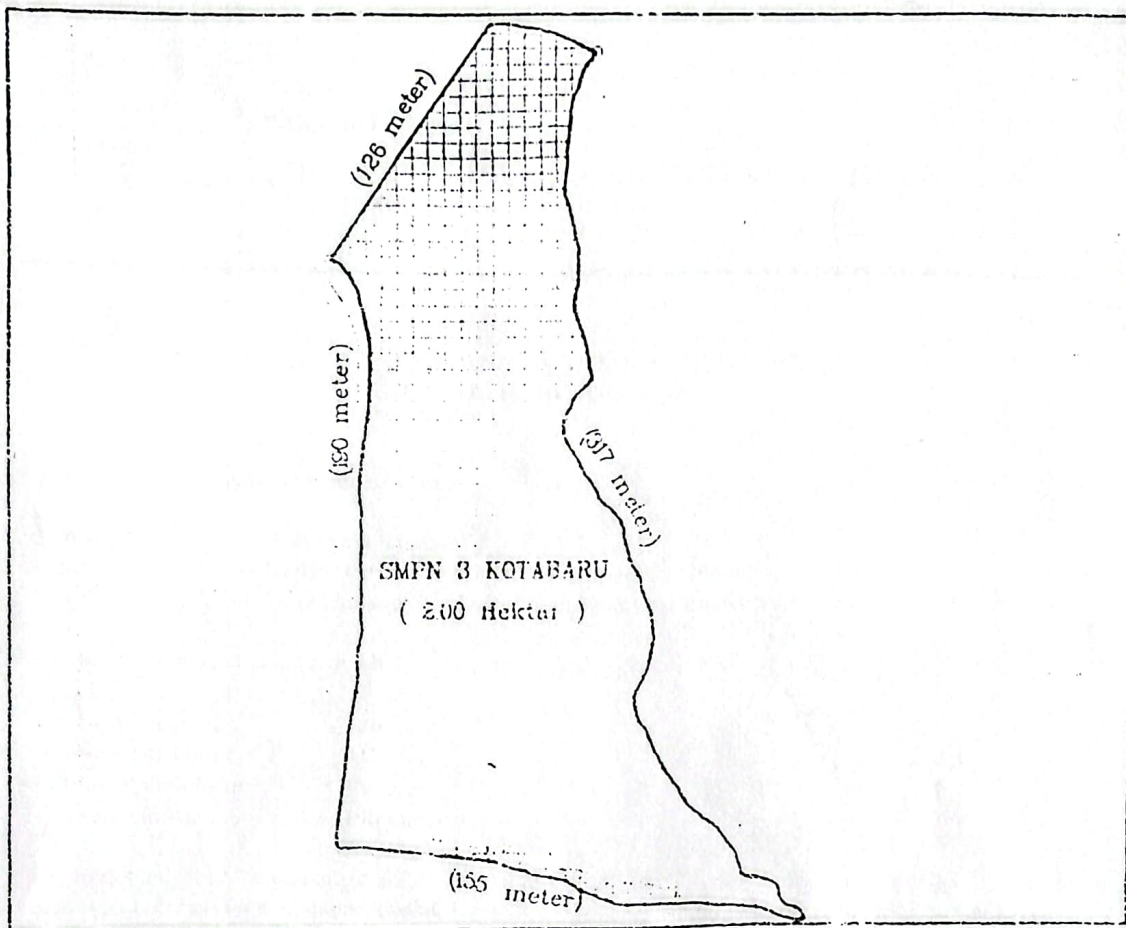 (126 meter)
(190 meter)
(317 meter)
SMPN 3 KOTABARU
( 2.00 Hektar )
(155 meter)